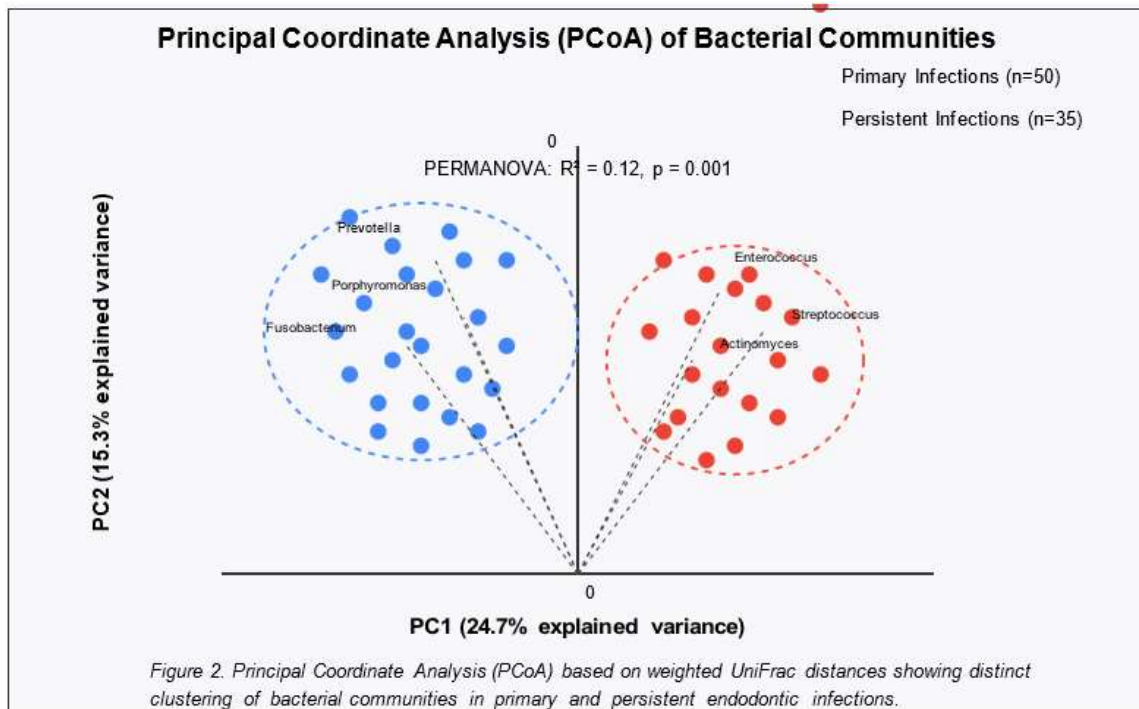 Principal Coordinate Analysis (PCoA) of Bacterial Communities
Primary Infections (n=50)
Persistent Infections (n=35)
0
PERMANOVA: R² = 0.12, p = 0.001
PC2 (15.3% explained variance)
Prevotella
Porphyromonas
Fusobacterium
Enterococcus
Streptococcus
Actinomyces
0
PC1 (24.7% explained variance)
Figure 2. Principal Coordinate Analysis (PCoA) based on weighted UniFrac distances showing distinct
clustering of bacterial communities in primary and persistent endodontic infections.